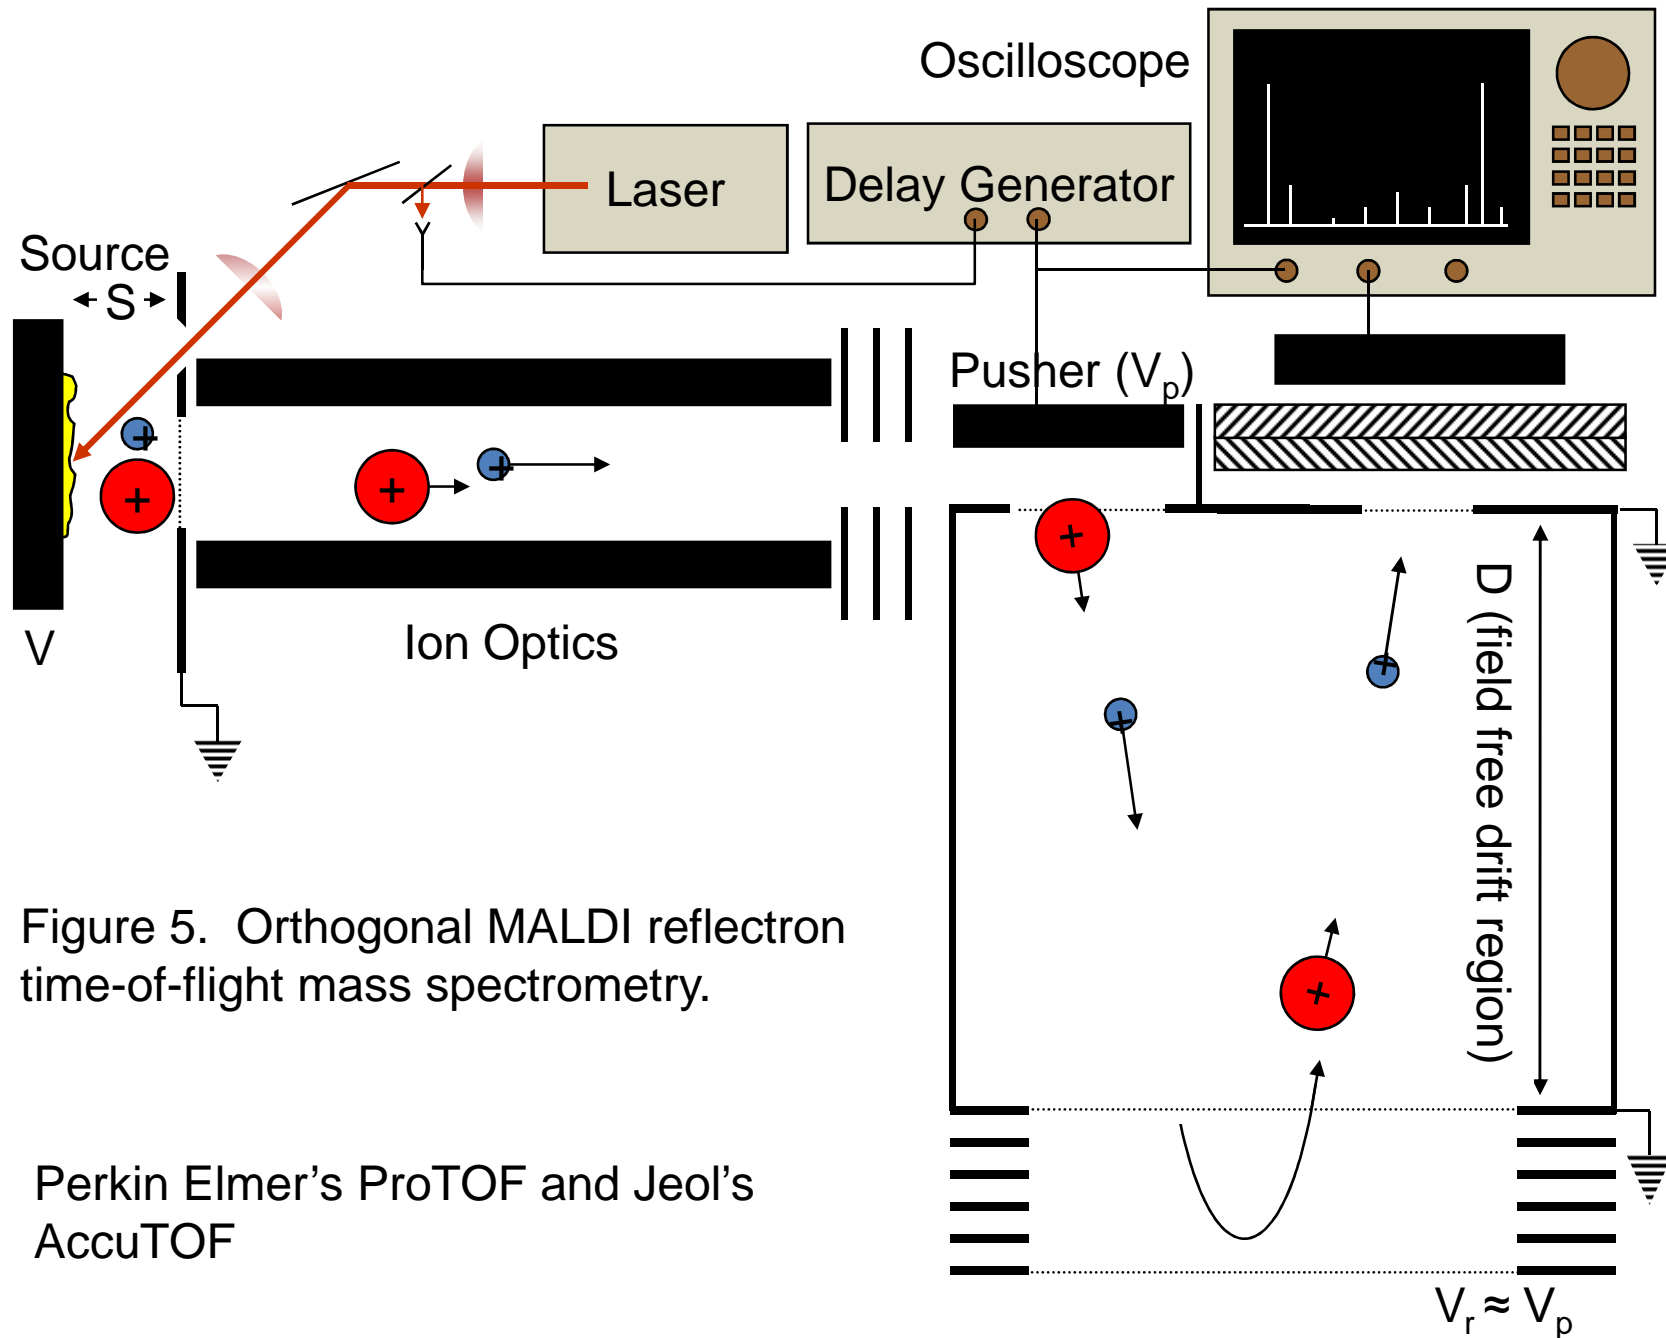 Oscilloscope
Laser
Delay Generator
Source
S
Pusher (Vₚ)
+
+
+
+
+
+
+
+
V
Ion Optics
D (field free drift region)
Figure 5. Orthogonal MALDI reflectron
time-of-flight mass spectrometry.
Perkin Elmer’s ProTOF and Jeol’s
AccuTOF
Vᵣ ≈ Vₚ